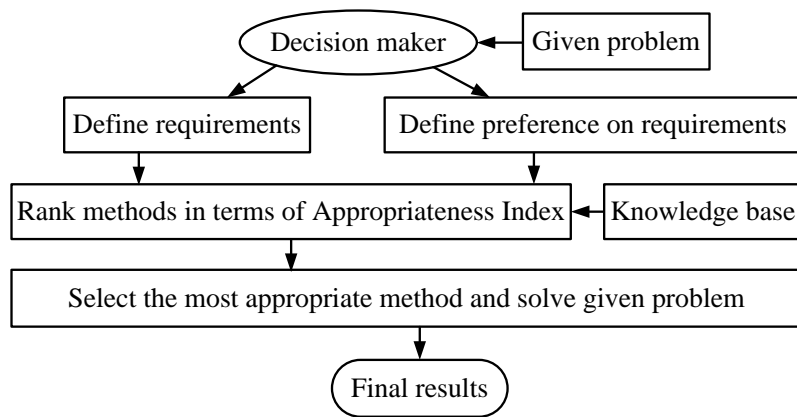 Decision maker
Given problem
Define requirements
Define preference on requirements
Rank methods in terms of Appropriateness Index
Knowledge base
Select the most appropriate method and solve given problem
Final results